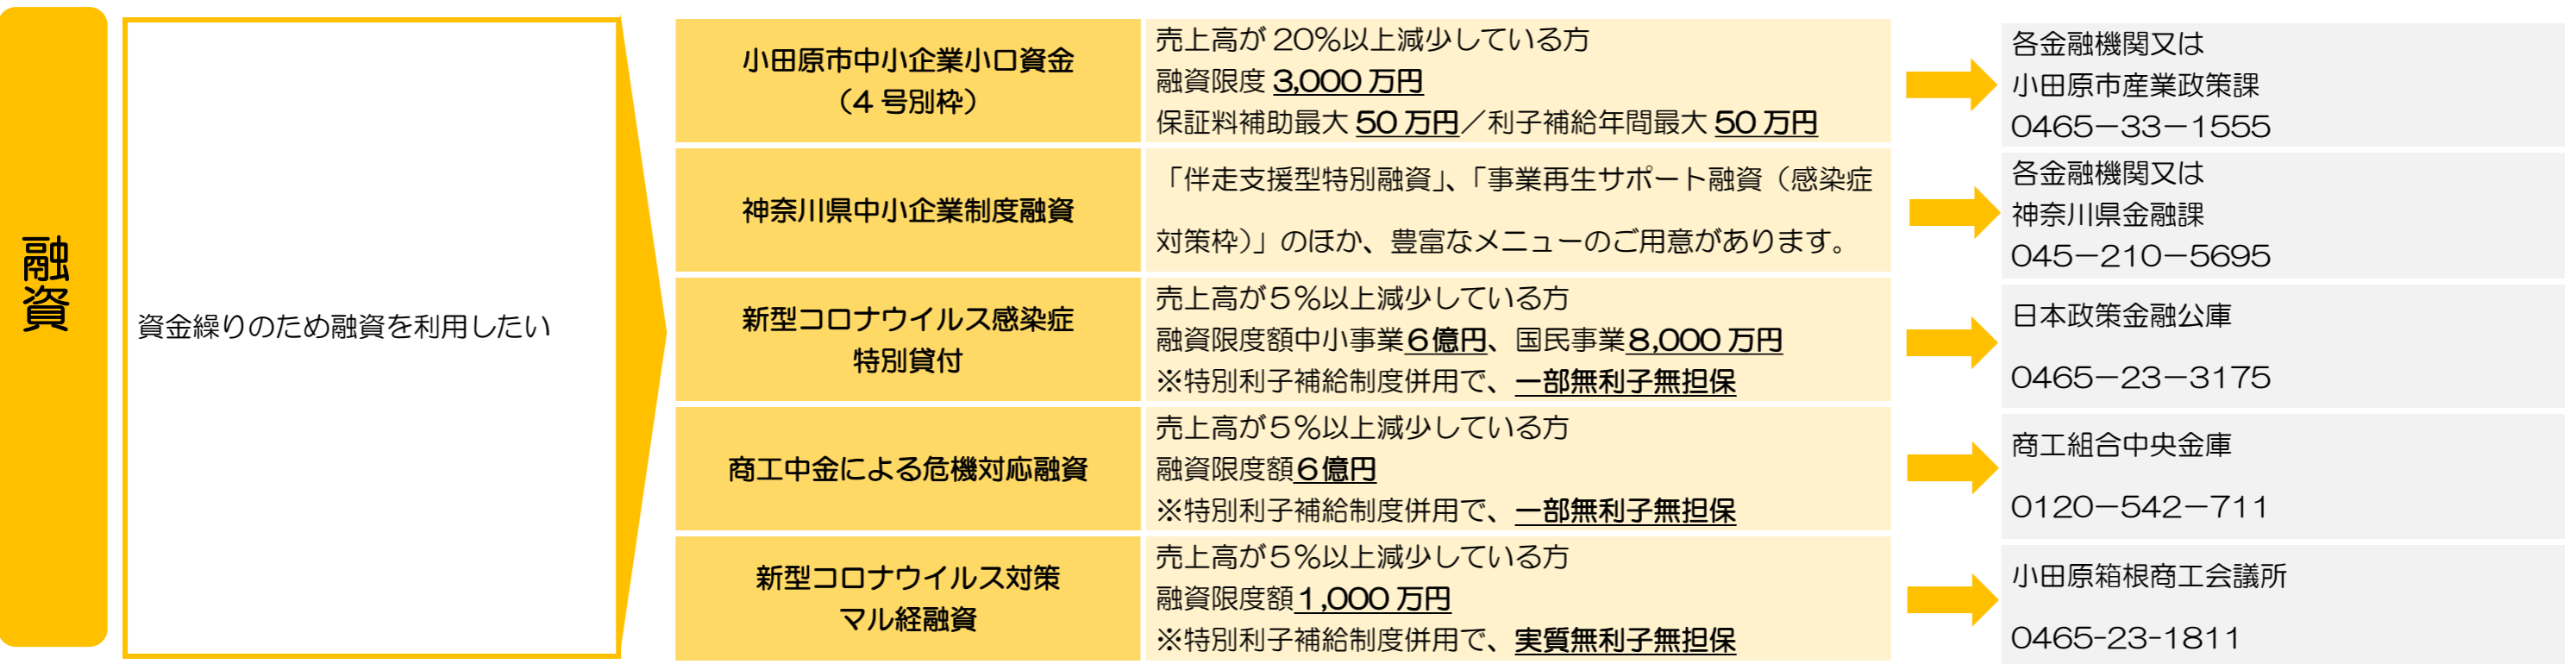 融資
資金繰りのため融資を利用したい
小田原市中小企業小口資金
（4 号別枠）
売上高が 20％以上減少している方
融資限度 3,000 万円
保証料補助最大 50 万円／利子補給年間最大 50 万円
各金融機関又は
小田原市産業政策課
0465－33－1555
神奈川県中小企業制度融資
「伴走支援型特別融資」、「事業再生サポート融資（感染症
対策枠）」のほか、豊富なメニューのご用意があります。
各金融機関又は
神奈川県金融課
045－210－5695
新型コロナウイルス感染症
特別貸付
売上高が５％以上減少している方
融資限度額中小事業６億円、国民事業８,000 万円
※特別利子補給制度併用で、一部無利子無担保
日本政策金融公庫
0465－23－3175
商工中金による危機対応融資
売上高が５％以上減少している方
融資限度額６億円
※特別利子補給制度併用で、一部無利子無担保
商工組合中央金庫
0120－542－711
新型コロナウイルス対策
マル経融資
売上高が５％以上減少している方
融資限度額１,000 万円
※特別利子補給制度併用で、実質無利子無担保
小田原箱根商工会議所
0465-23-1811